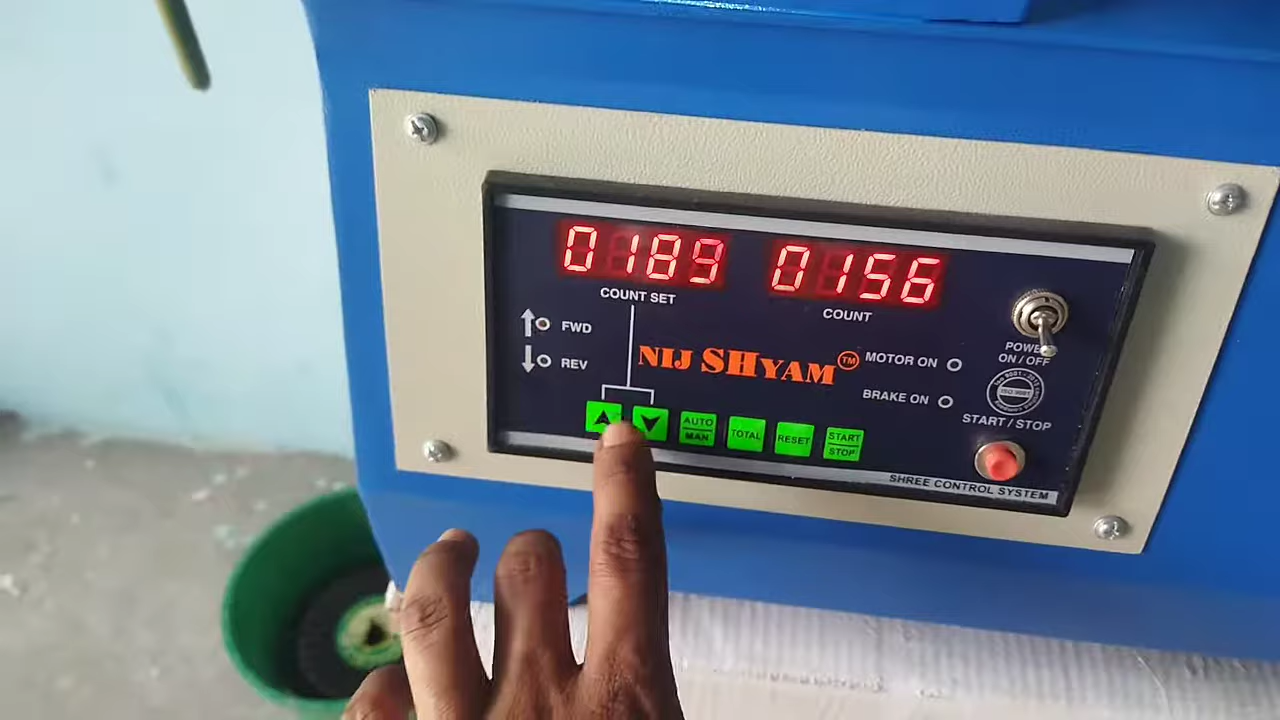 0189 0156
COUNT SET
COUNT
FWD
REV
NIJ SHYAM TM
MOTOR ON
BRAKE ON
POWER
ON / OFF
START / STOP
AUTO
MAN
TOTAL
RESET
START
STOP
SHREE CONTROL SYSTEM